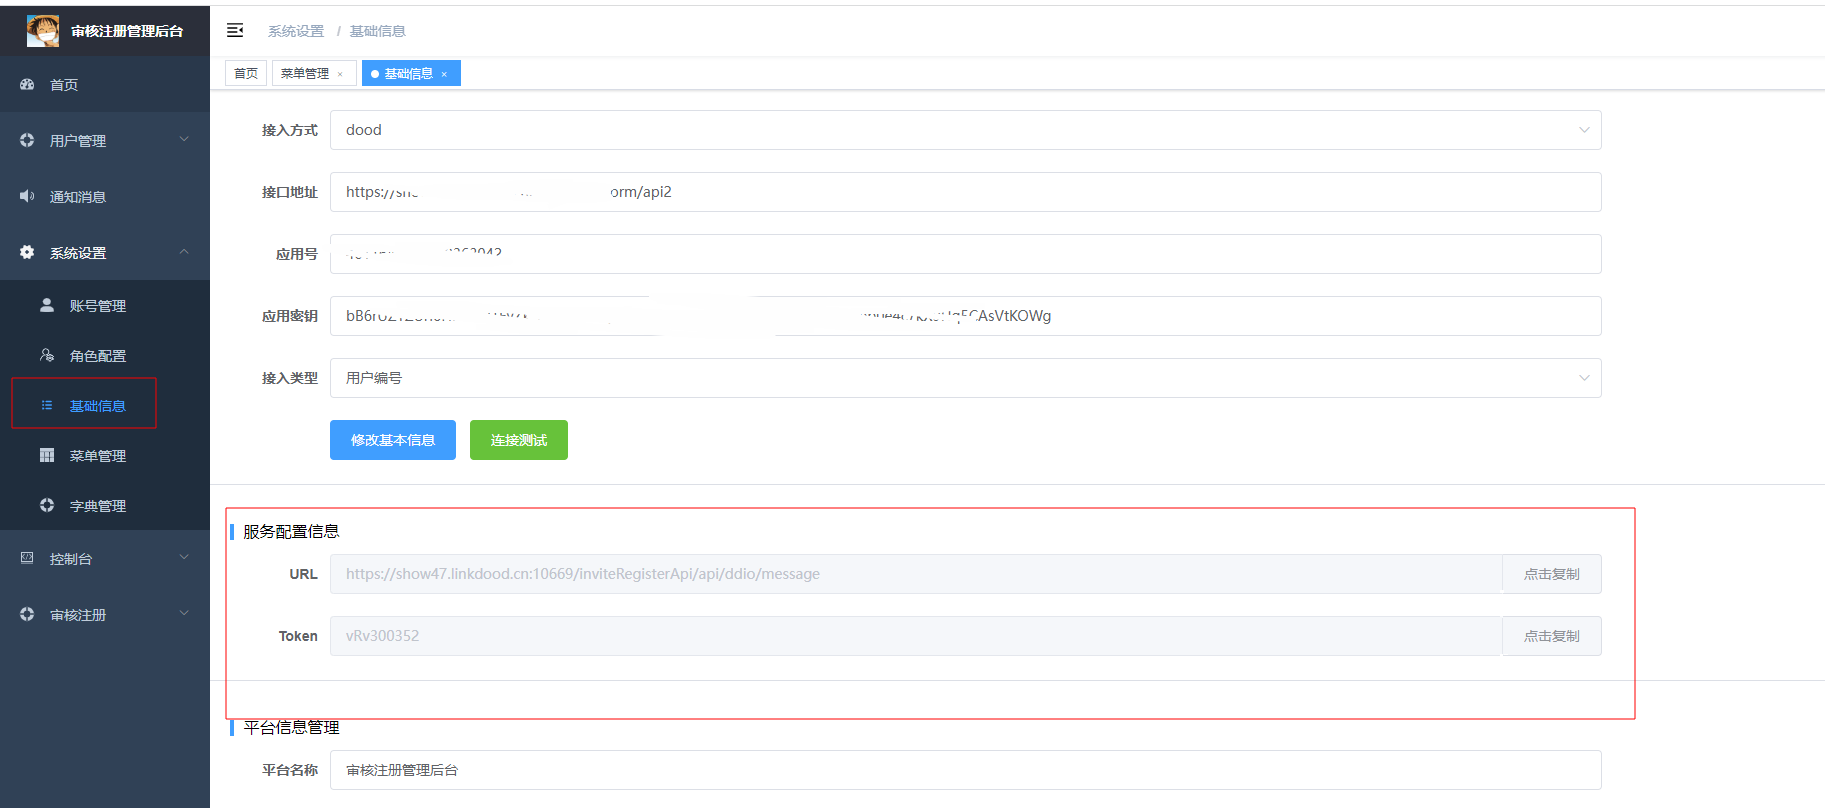 审核注册管理后台
系统设置 / 基础信息
首页 菜单管理 × 基础信息 ×
首页
用户管理
通知消息
系统设置
账号管理
角色配置
基础信息
菜单管理
字典管理
控制台
审核注册
接入方式 dood
接口地址 https://sho orm/api2
应用号
应用密钥 bB6r CAsVtKOWg
接入类型 用户编号
修改基本信息 连接测试
服务配置信息
URL https://show47.linkdood.cn:10669/inviteRegisterApi/api/ddio/message 点击复制
Token vRv300352 点击复制
平台信息管理
平台名称 审核注册管理后台